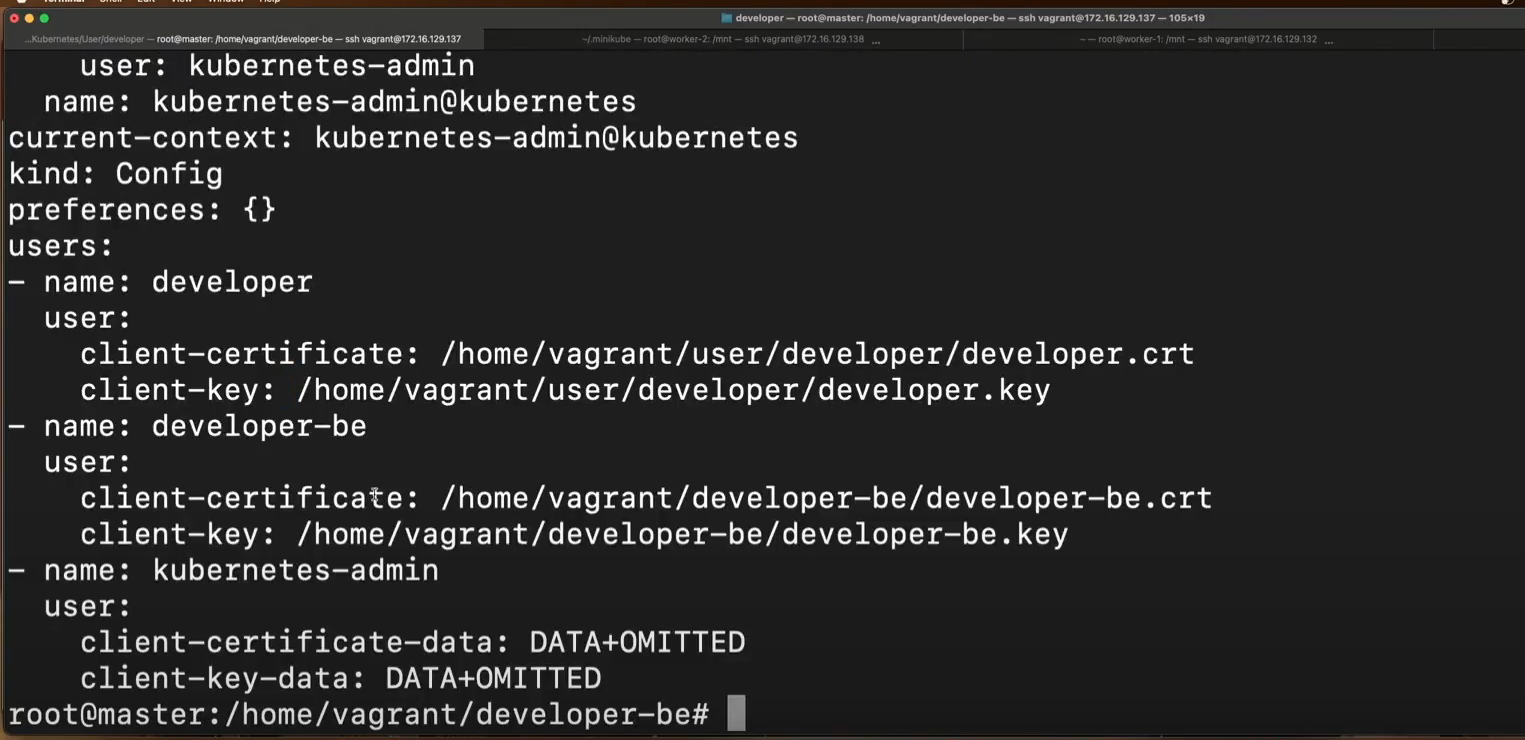 developer — root@master: /home/vagrant/developer-be — ssh vagrant@172.16.129.137 — 105×19
...Kubernetes/User/developer — root@master: /home/vagrant/developer-be — ssh vagrant@172.16.129.137
~/.minikube — root@worker-2: /mnt — ssh vagrant@172.16.129.138 ...
~ — root@worker-1: /mnt — ssh vagrant@172.16.129.132 ...
    user: kubernetes-admin
  name: kubernetes-admin@kubernetes
current-context: kubernetes-admin@kubernetes
kind: Config
preferences: {}
users:
- name: developer
  user:
    client-certificate: /home/vagrant/user/developer/developer.crt
    client-key: /home/vagrant/user/developer/developer.key
- name: developer-be
  user:
    client-certificate: /home/vagrant/developer-be/developer-be.crt
    client-key: /home/vagrant/developer-be/developer-be.key
- name: kubernetes-admin
  user:
    client-certificate-data: DATA+OMITTED
    client-key-data: DATA+OMITTED
root@master:/home/vagrant/developer-be#